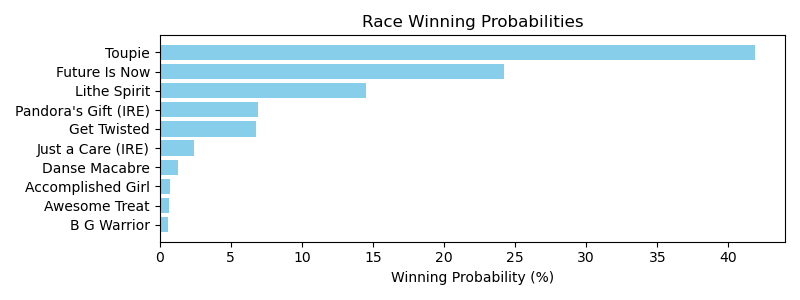 Race Winning Probabilities
Toupie
Future Is Now
Lithe Spirit
Pandora's Gift (IRE)
Get Twisted
Just a Care (IRE)
Danse Macabre
Accomplished Girl
Awesome Treat
B G Warrior
0 5 10 15 20 25 30 35 40
Winning Probability (%)